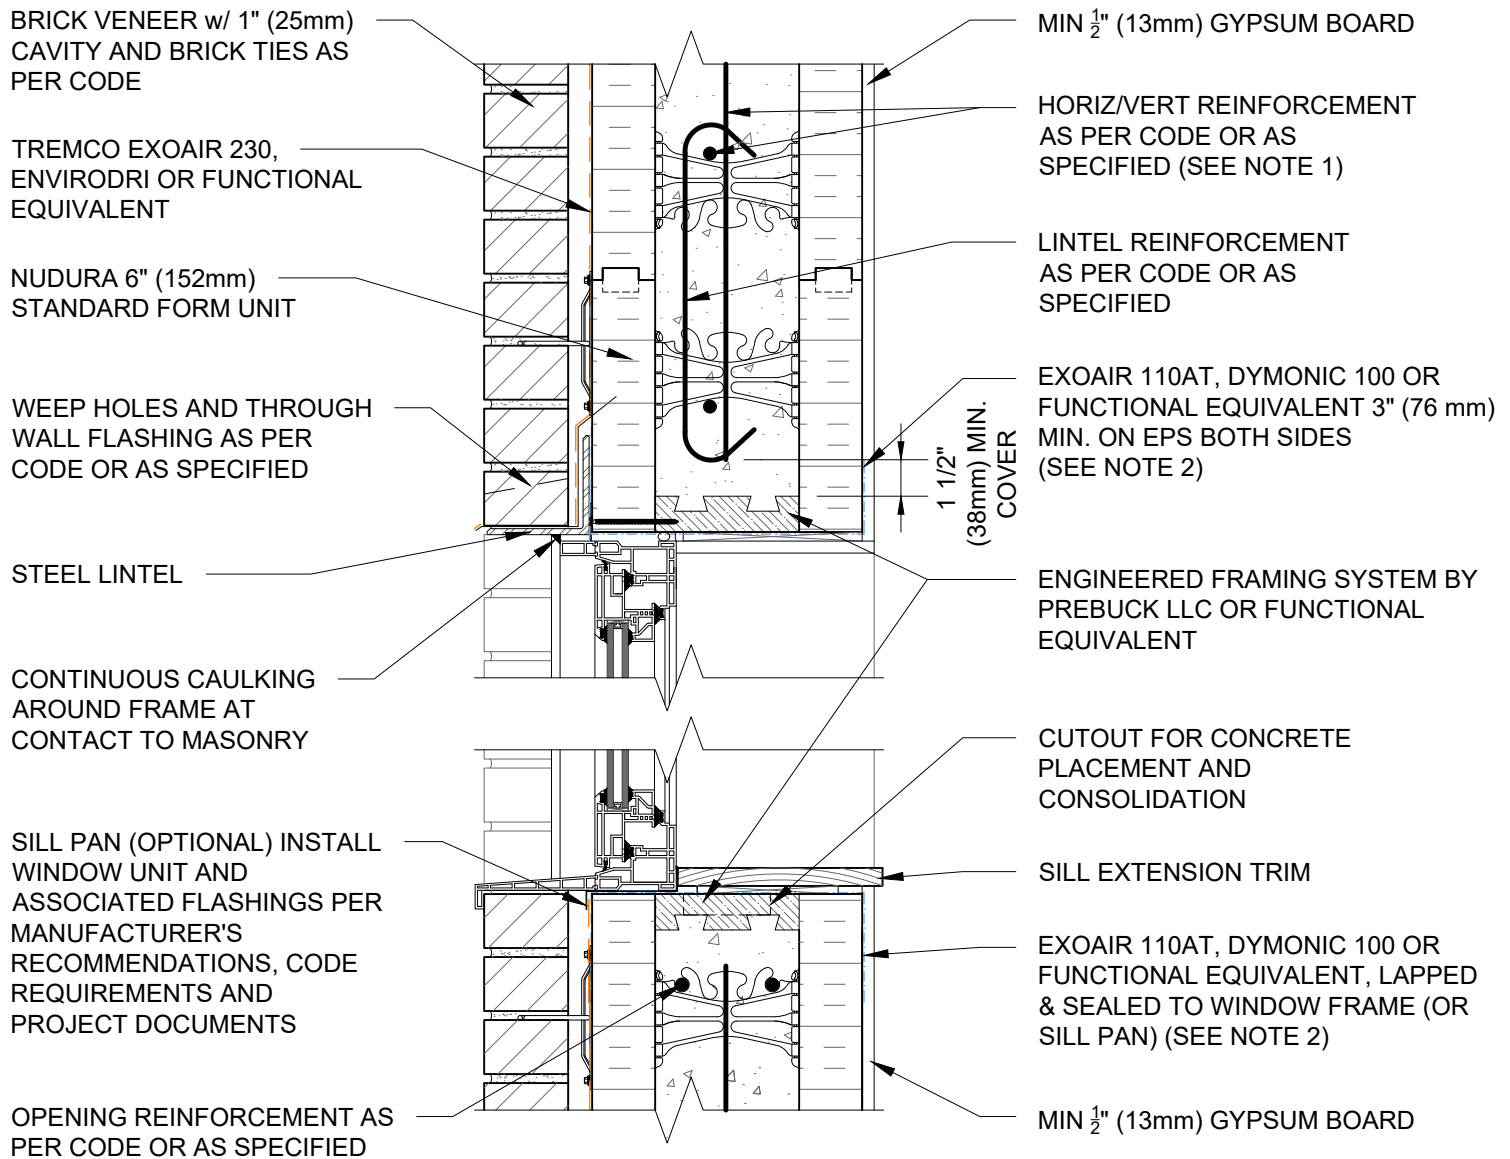 BRICK VENEER w/ 1" (25mm)
CAVITY AND BRICK TIES AS
PER CODE
TREMCO EXOAIR 230,
ENVIRODRI OR FUNCTIONAL
EQUIVALENT
NUDURA 6" (152mm)
STANDARD FORM UNIT
WEEP HOLES AND THROUGH
WALL FLASHING AS PER
CODE OR AS SPECIFIED
STEEL LINTEL
CONTINUOUS CAULKING
AROUND FRAME AT
CONTACT TO MASONRY
SILL PAN (OPTIONAL) INSTALL
WINDOW UNIT AND
ASSOCIATED FLASHINGS PER
MANUFACTURER'S
RECOMMENDATIONS, CODE
REQUIREMENTS AND
PROJECT DOCUMENTS
OPENING REINFORCEMENT AS
PER CODE OR AS SPECIFIED
MIN 1/2" (13mm) GYPSUM BOARD
HORIZ/VERT REINFORCEMENT
AS PER CODE OR AS
SPECIFIED (SEE NOTE 1)
LINTEL REINFORCEMENT
AS PER CODE OR AS
SPECIFIED
EXOAIR 110AT, DYMONIC 100 OR
FUNCTIONAL EQUIVALENT 3" (76 mm)
MIN. ON EPS BOTH SIDES
(SEE NOTE 2)
1 1/2"
(38mm) MIN.
COVER
ENGINEERED FRAMING SYSTEM BY
PREBUCK LLC OR FUNCTIONAL
EQUIVALENT
CUTOUT FOR CONCRETE
PLACEMENT AND
CONSOLIDATION
SILL EXTENSION TRIM
EXOAIR 110AT, DYMONIC 100 OR
FUNCTIONAL EQUIVALENT, LAPPED
& SEALED TO WINDOW FRAME (OR
SILL PAN) (SEE NOTE 2)
MIN 1/2" (13mm) GYPSUM BOARD